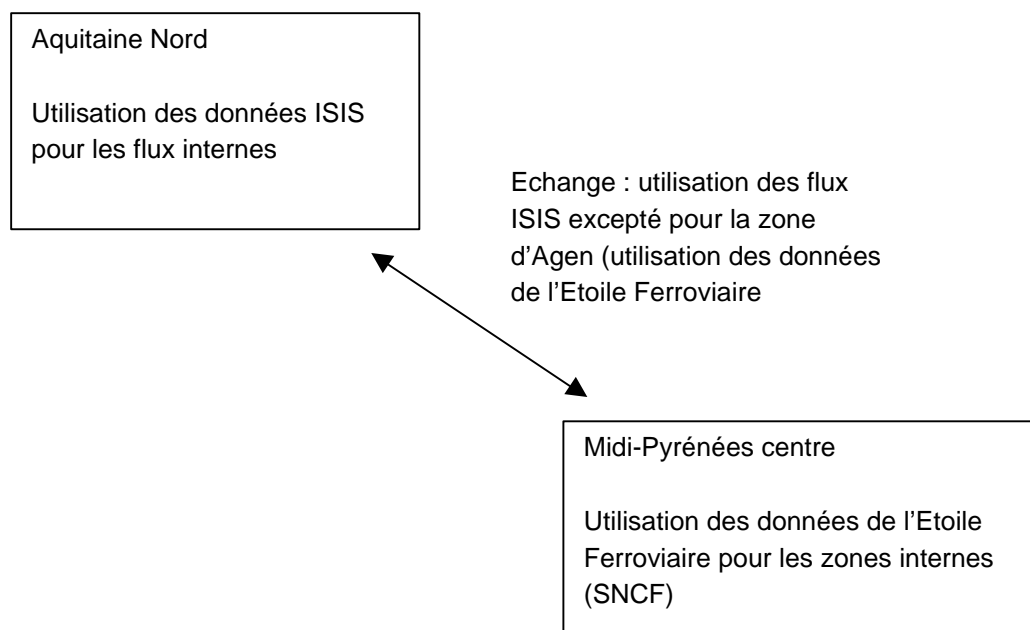 Aquitaine Nord
Utilisation des données ISIS
pour les flux internes
Echange : utilisation des flux
ISIS excepté pour la zone
d’Agen (utilisation des données
de l’Etoile Ferroviaire
Midi-Pyrénées centre
Utilisation des données de l’Etoile
Ferroviaire pour les zones internes
(SNCF)